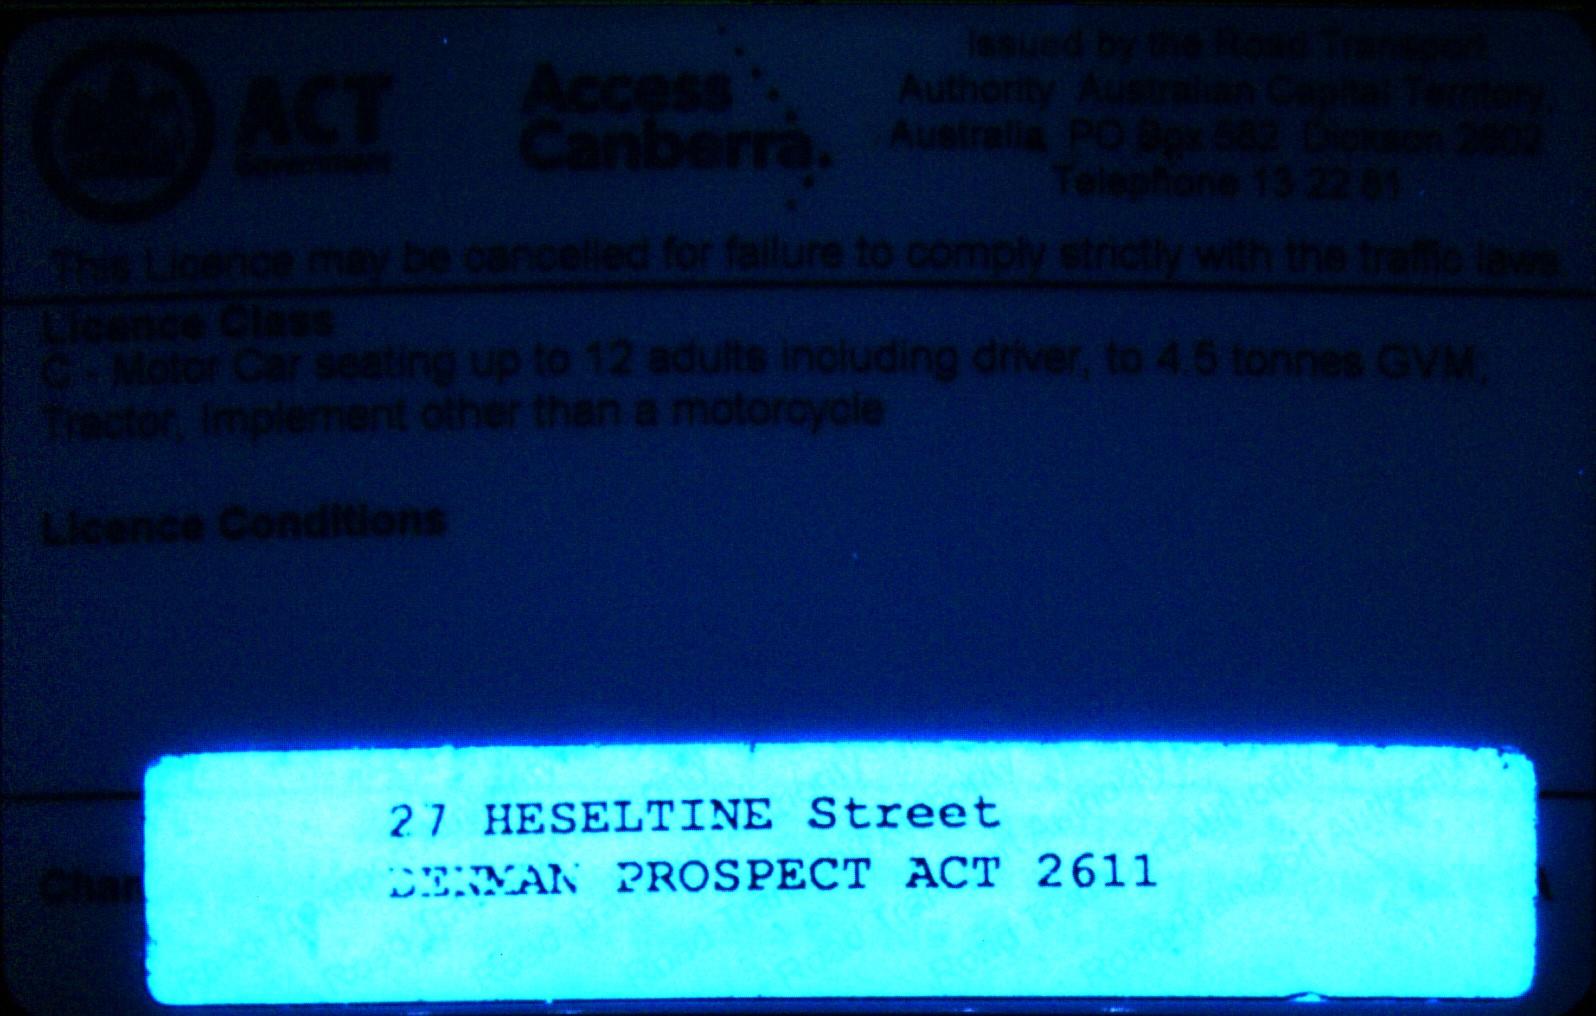 ACT
Government
Access
Canberra.
Issued by the Road Transport
Authority Australian Capital Territory,
Australia PO Box 582 Dickson 2602
Telephone 13 22 81
This Licence may be cancelled for failure to comply strictly with the traffic laws.
Licence Class
C - Motor Car seating up to 12 adults including driver, to 4.5 tonnes GVM,
Tractor, Implement other than a motorcycle
Licence Conditions
27 HESELTINE Street
DENMAN PROSPECT ACT 2611